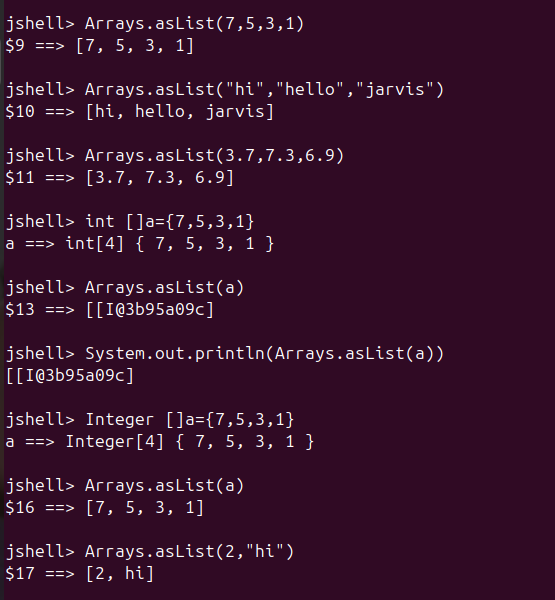 jshell> Arrays.asList(7,5,3,1)
$9 ==> [7, 5, 3, 1]
jshell> Arrays.asList("hi","hello","jarvis")
$10 ==> [hi, hello, jarvis]
jshell> Arrays.asList(3.7,7.3,6.9)
$11 ==> [3.7, 7.3, 6.9]
jshell> int []a={7,5,3,1}
a ==> int[4] { 7, 5, 3, 1 }
jshell> Arrays.asList(a)
$13 ==> [[I@3b95a09c]
jshell> System.out.println(Arrays.asList(a))
[[I@3b95a09c]
jshell> Integer []a={7,5,3,1}
a ==> Integer[4] { 7, 5, 3, 1 }
jshell> Arrays.asList(a)
$16 ==> [7, 5, 3, 1]
jshell> Arrays.asList(2,"hi")
$17 ==> [2, hi]